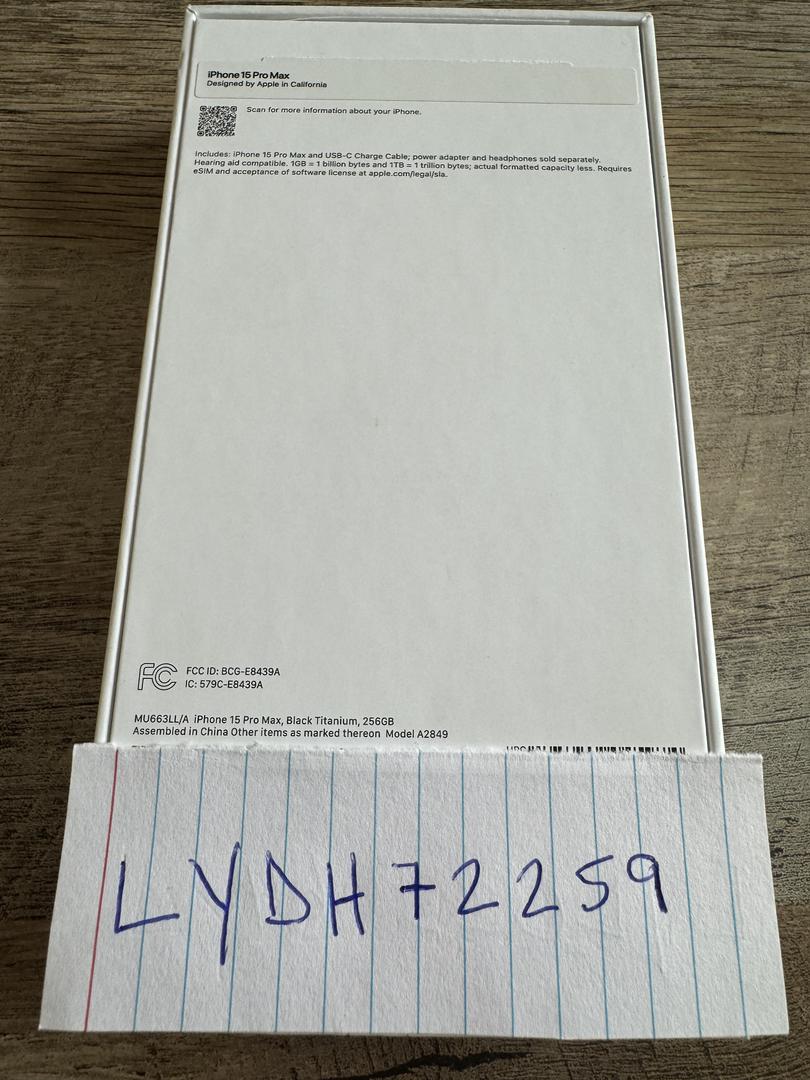 iPhone 15 Pro Max
Designed by Apple in California
Scan for more information about your iPhone.
Includes: iPhone 15 Pro Max and USB-C Charge Cable; power adapter and headphones sold separately.
Hearing aid compatible. 1GB = 1 billion bytes and 1TB = 1 trillion bytes; actual formatted capacity less. Requires
eSIM and acceptance of software license at apple.com/legal/sla.
FC
FCC ID: BCG-E8439A
IC: 579C-E8439A
MU663LL/A iPhone 15 Pro Max, Black Titanium, 256GB
Assembled in China Other items as marked thereon Model A2849
LYDH72259